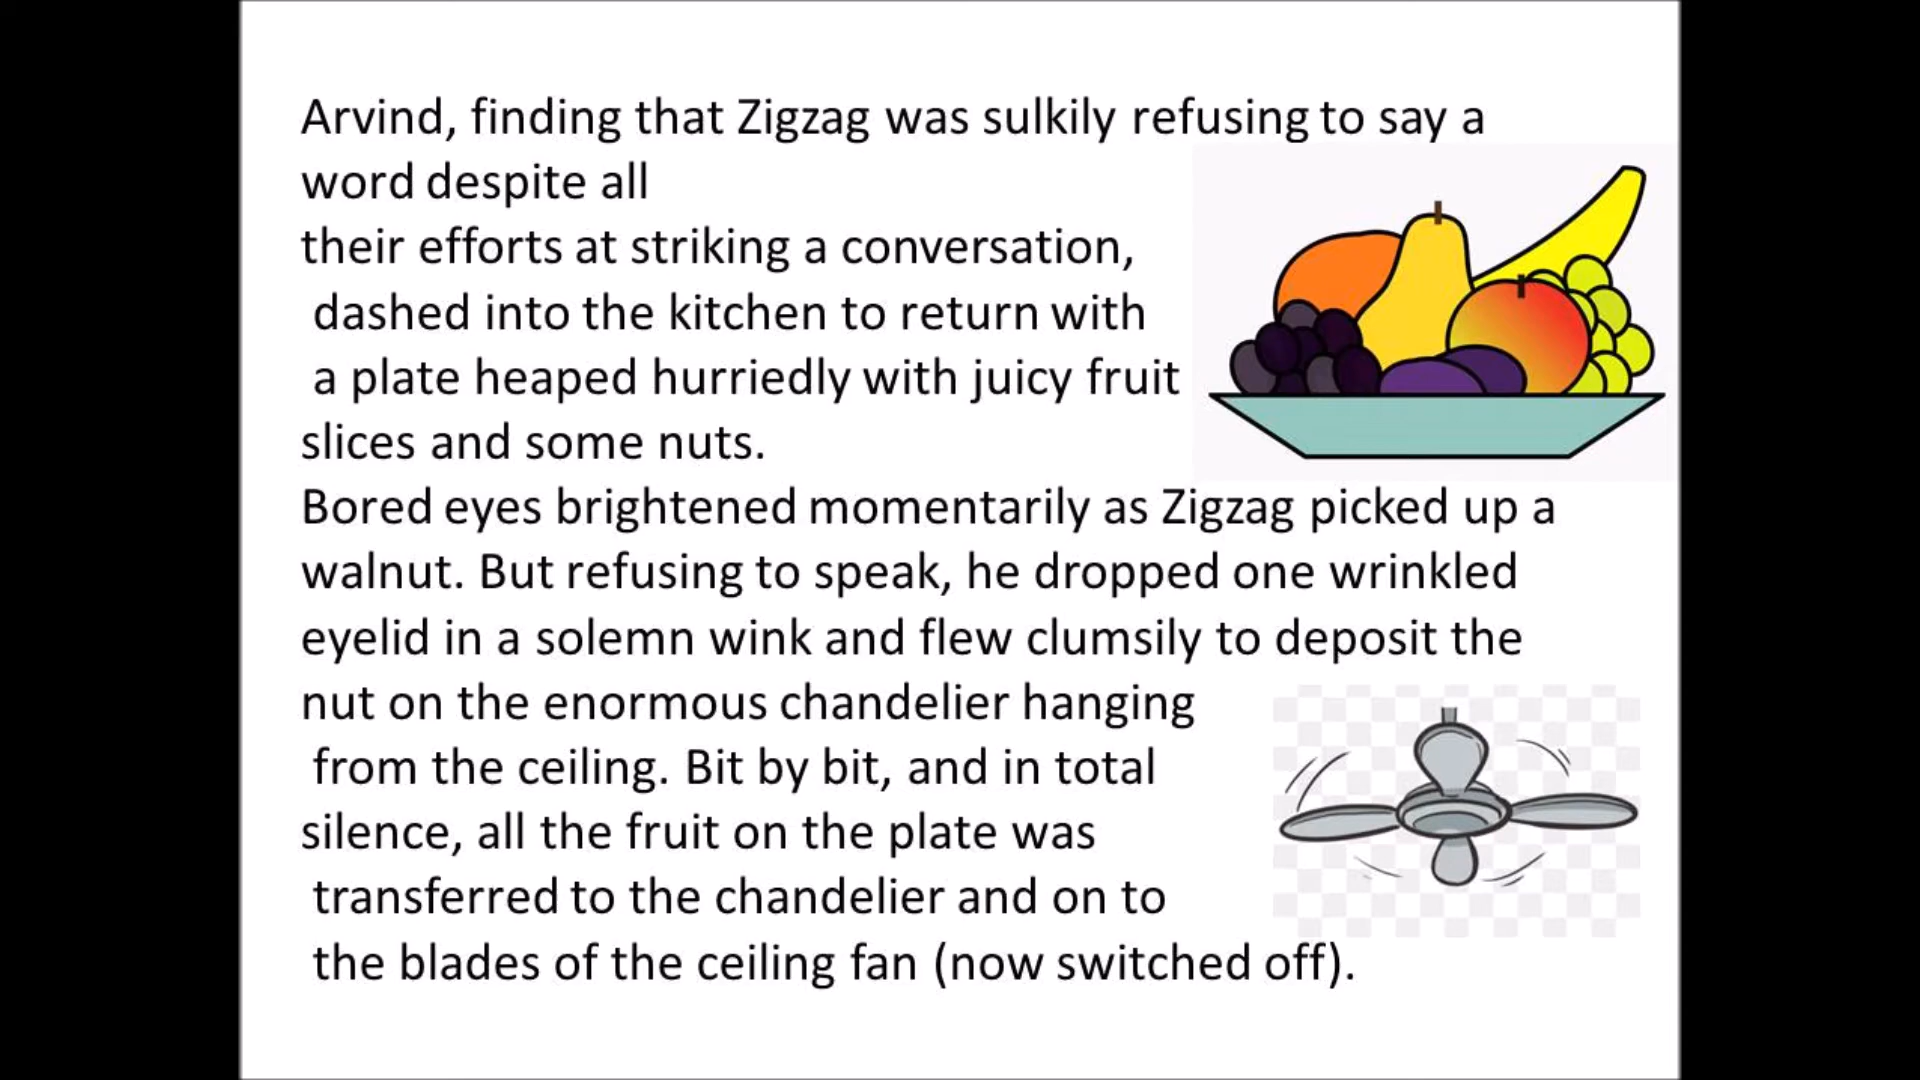 Arvind, finding that Zigzag was sulkily refusing to say a
word despite all
their efforts at striking a conversation,
dashed into the kitchen to return with
a plate heaped hurriedly with juicy fruit
slices and some nuts.
Bored eyes brightened momentarily as Zigzag picked up a
walnut. But refusing to speak, he dropped one wrinkled
eyelid in a solemn wink and flew clumsily to deposit the
nut on the enormous chandelier hanging
from the ceiling. Bit by bit, and in total
silence, all the fruit on the plate was
transferred to the chandelier and on to
the blades of the ceiling fan (now switched off).